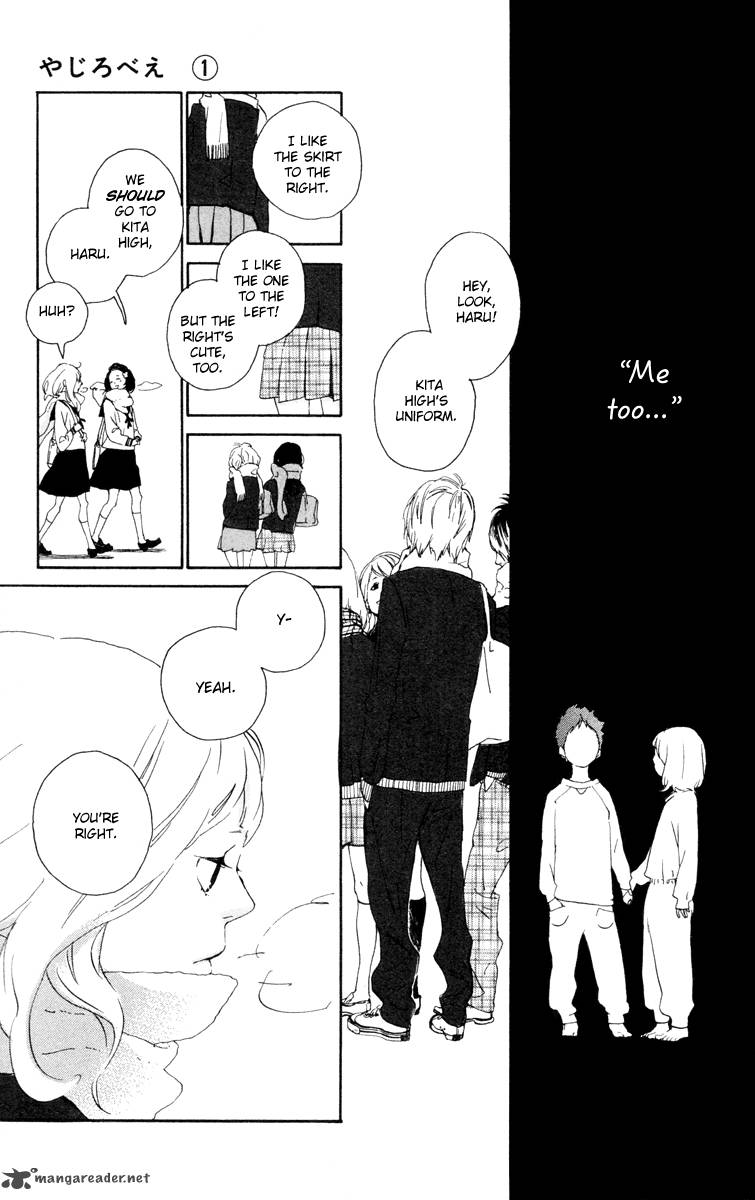 やじろべえ ①
"Me
too..."
HEY,
LOOK,
HARU!
KITA
HIGH'S
UNIFORM.
I LIKE
THE SKIRT
TO THE
RIGHT.
I LIKE
THE ONE
TO THE
LEFT!
BUT THE
RIGHT'S
CUTE,
TOO.
WE
SHOULD
GO TO
KITA
HIGH,
HARU.
HUH?
Y-
YEAH.
YOU'RE
RIGHT.
mangareader.net